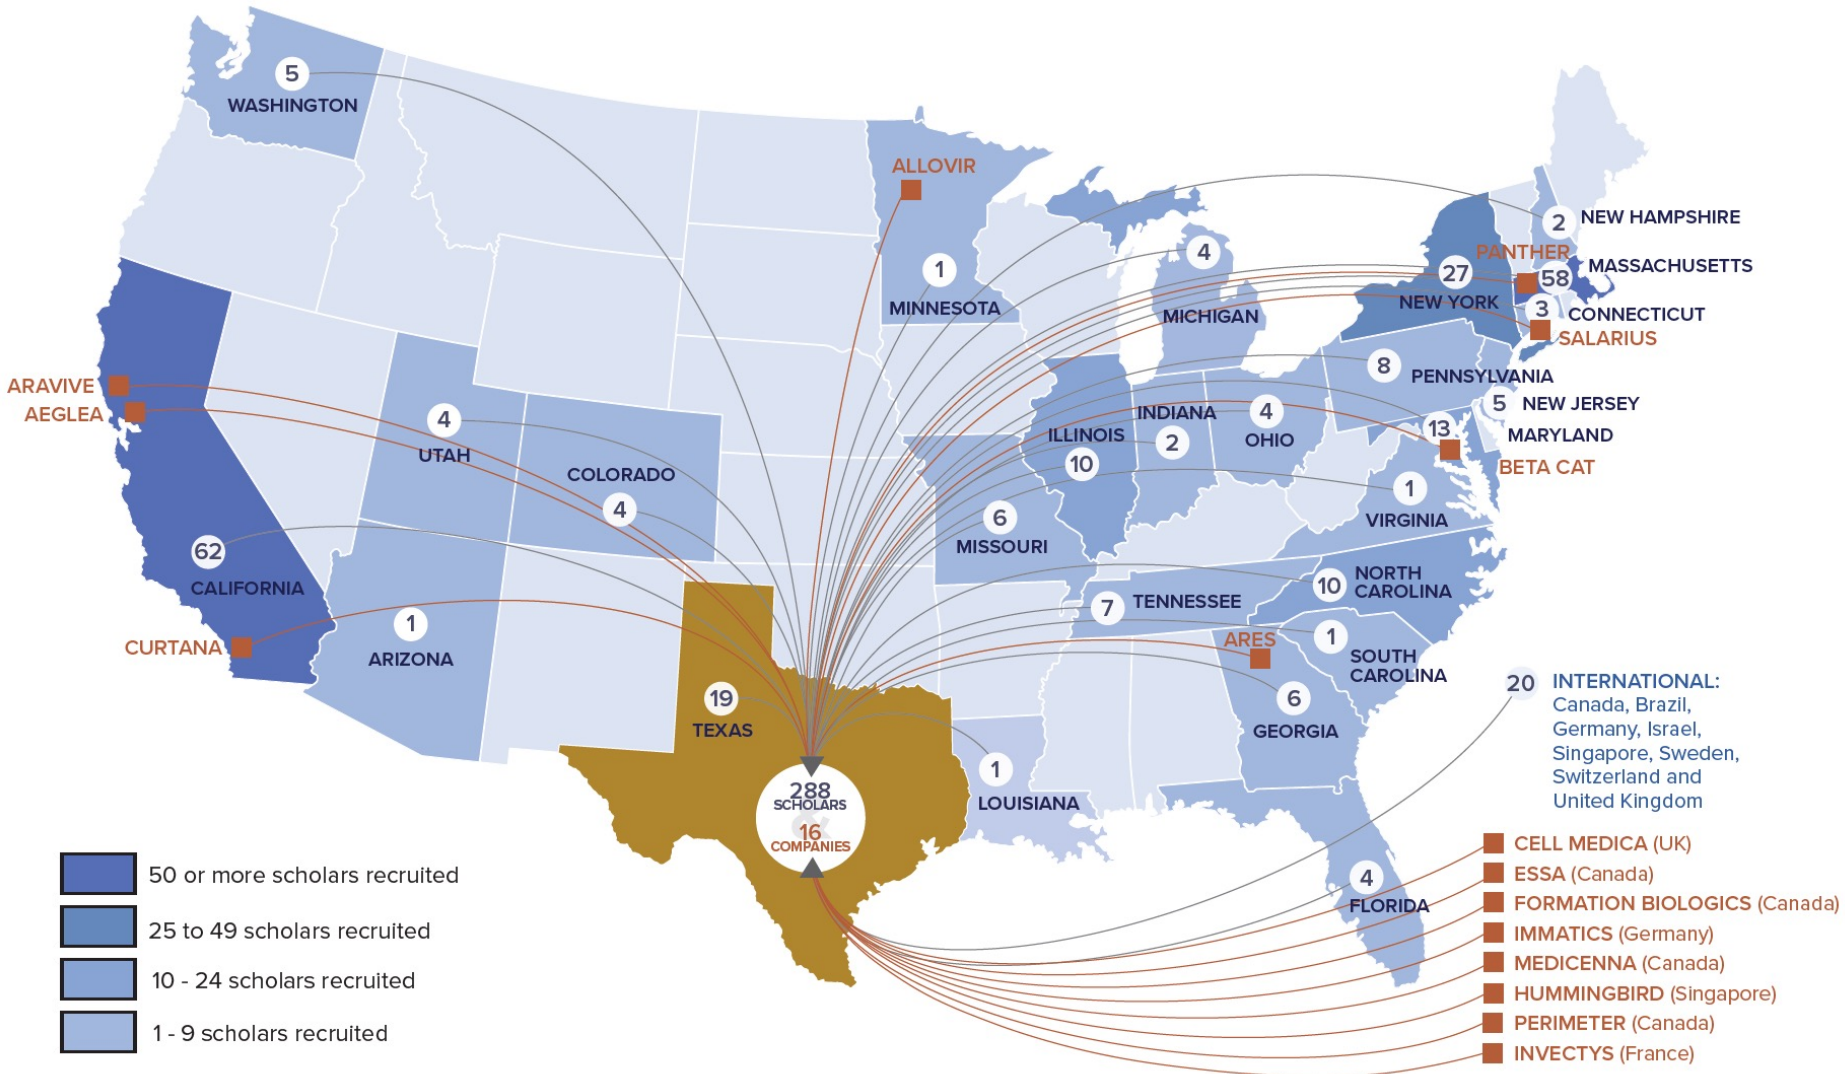 5
WASHINGTON
ALLOVIR
1
MINNESOTA
4
MICHIGAN
2
NEW HAMPSHIRE
PANTHER
27
NEW YORK
58
MASSACHUSETTS
3
CONNECTICUT
SALARIUS
8
PENNSYLVANIA
5
NEW JERSEY
13
MARYLAND
BETA CAT
ARAVIVE
AEGLEA
4
UTAH
COLORADO
4
ILLINOIS
10
INDIANA
2
4
OHIO
6
MISSOURI
1
VIRGINIA
62
CALIFORNIA
CURTANA
1
ARIZONA
10
NORTH
CAROLINA
7
TENNESSEE
ARES
1
SOUTH
CAROLINA
6
GEORGIA
19
TEXAS
1
LOUISIANA
288
SCHOLARS
&
16
COMPANIES
4
FLORIDA
20
INTERNATIONAL:
Canada, Brazil,
Germany, Israel,
Singapore, Sweden,
Switzerland and
United Kingdom
CELL MEDICA (UK)
ESSA (Canada)
FORMATION BIOLOGICS (Canada)
IMMATICS (Germany)
MEDICENNA (Canada)
HUMMINGBIRD (Singapore)
PERIMETER (Canada)
INVECTYS (France)
50 or more scholars recruited
25 to 49 scholars recruited
10 - 24 scholars recruited
1 - 9 scholars recruited